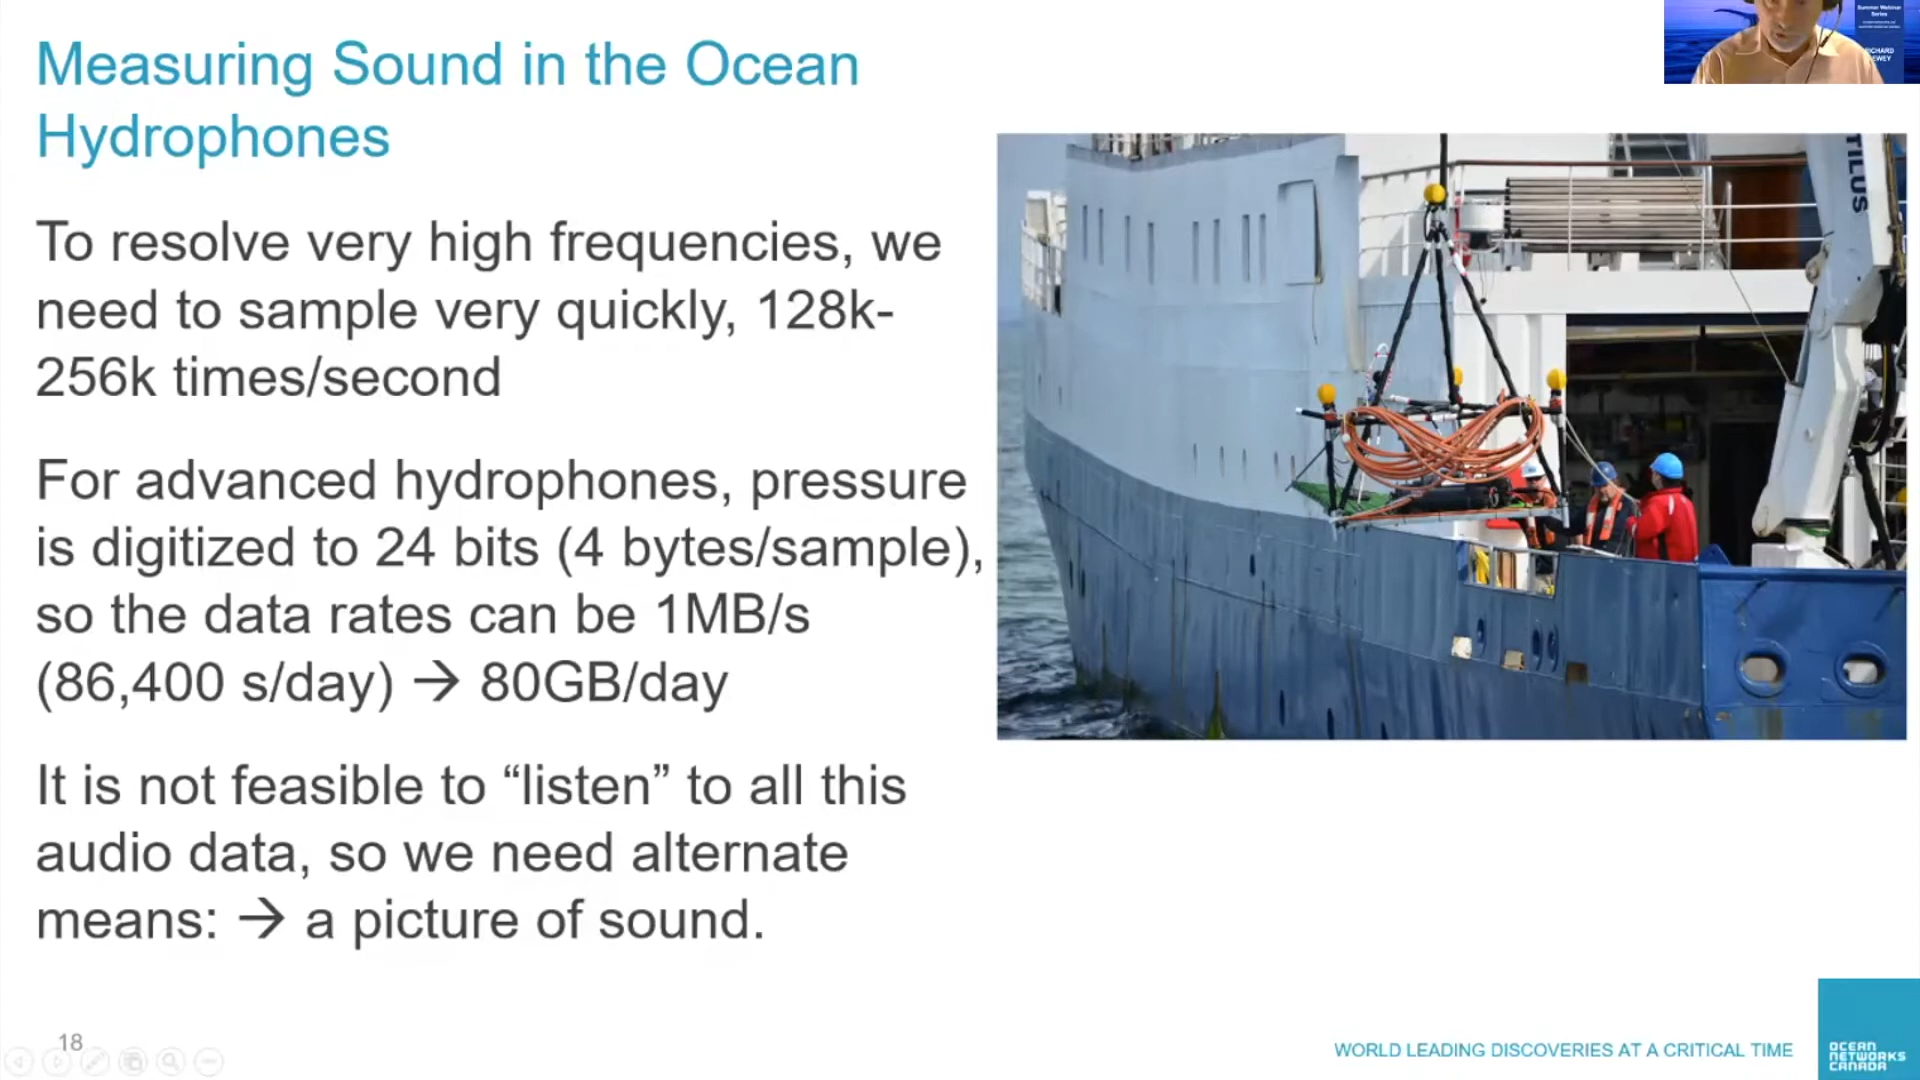 Measuring Sound in the Ocean
Hydrophones
To resolve very high frequencies, we
need to sample very quickly, 128k-
256k times/second
For advanced hydrophones, pressure
is digitized to 24 bits (4 bytes/sample),
so the data rates can be 1MB/s
(86,400 s/day) → 80GB/day
It is not feasible to “listen” to all this
audio data, so we need alternate
means: → a picture of sound.
Summer Webinar
Series
TILUS
18
WORLD LEADING DISCOVERIES AT A CRITICAL TIME
OCEAN
NETWORKS
CANADA